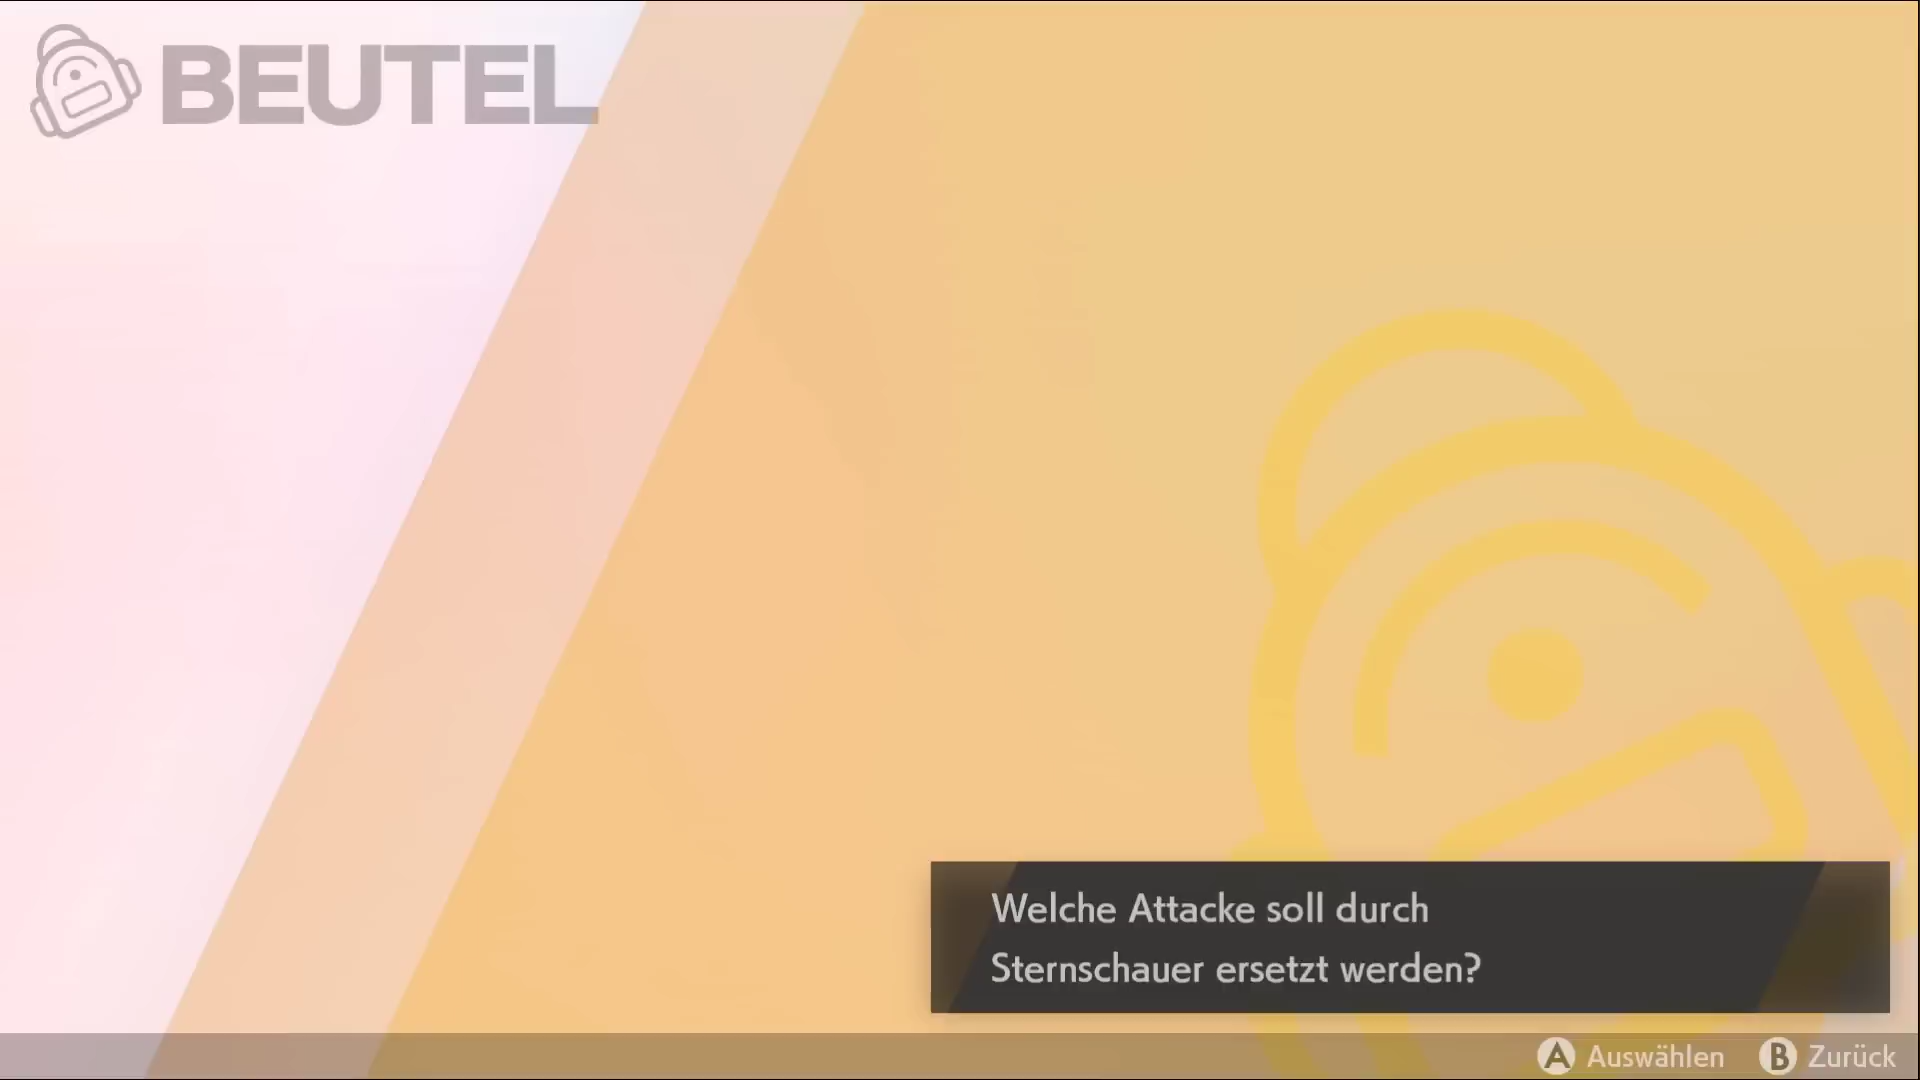 BEUTEL
Welche Attacke soll durch
Sternschauer ersetzt werden?
A Auswählen B Zurück